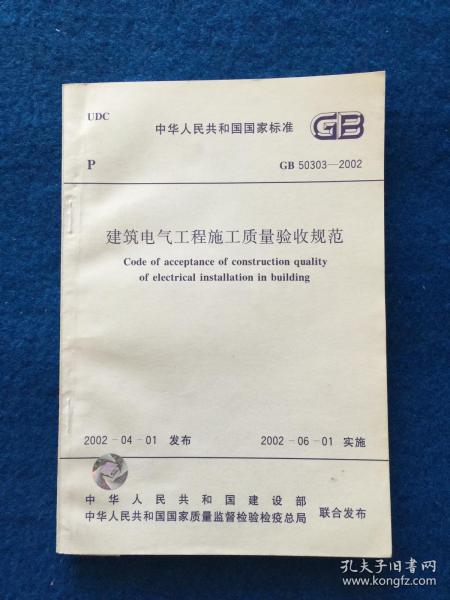 UDC
中华人民共和国国家标准 GB
P
GB 50303—2002
建筑电气工程施工质量验收规范
Code of acceptance of construction quality
of electrical installation in building
2002-04-01 发布 2002-06-01 实施
中华人民共和国建设部
中华人民共和国国家质量监督检验检疫总局 联合发布
孔夫子旧书网
www.kongfz.com